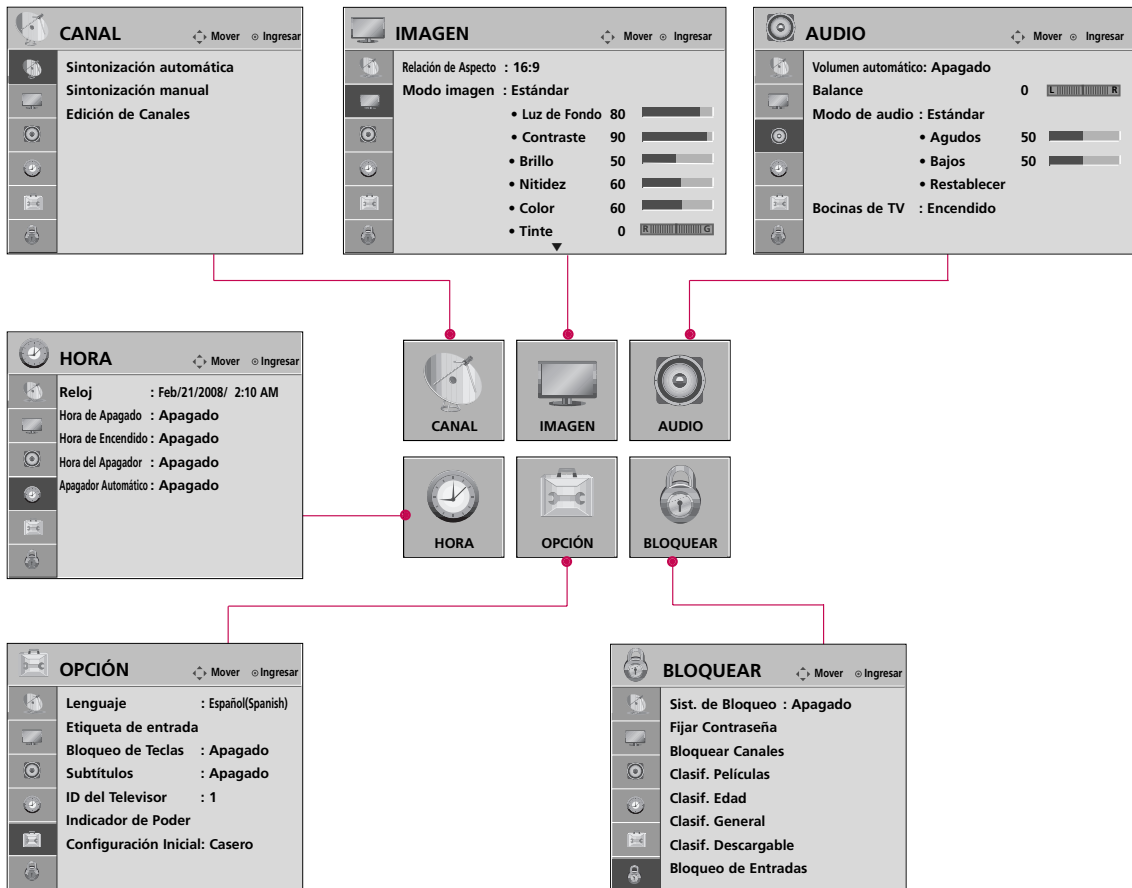 CANAL Mover Ingresar
Sintonización automática
Sintonización manual
Edición de Canales
IMAGEN Mover Ingresar
Relación de Aspecto : 16:9
Modo imagen : Estándar
• Luz de Fondo 80
• Contraste 90
• Brillo 50
• Nitidez 60
• Color 60
• Tinte 0 R G
AUDIO Mover Ingresar
Volumen automático: Apagado
Balance 0 L R
Modo de audio : Estándar
• Agudos 50
• Bajos 50
• Restablecer
Bocinas de TV : Encendido
HORA Mover Ingresar
Reloj : Feb/21/2008/ 2:10 AM
Hora de Apagado : Apagado
Hora de Encendido : Apagado
Hora del Apagador : Apagado
Apagador Automático : Apagado
CANAL IMAGEN AUDIO
HORA OPCIÓN BLOQUEAR
OPCIÓN Mover Ingresar
Lenguaje : Español(Spanish)
Etiqueta de entrada
Bloqueo de Teclas : Apagado
Subtítulos : Apagado
ID del Televisor : 1
Indicador de Poder
Configuración Inicial: Casero
BLOQUEAR Mover Ingresar
Sist. de Bloqueo : Apagado
Fijar Contraseña
Bloquear Canales
Clasif. Películas
Clasif. Edad
Clasif. General
Clasif. Descargable
Bloqueo de Entradas